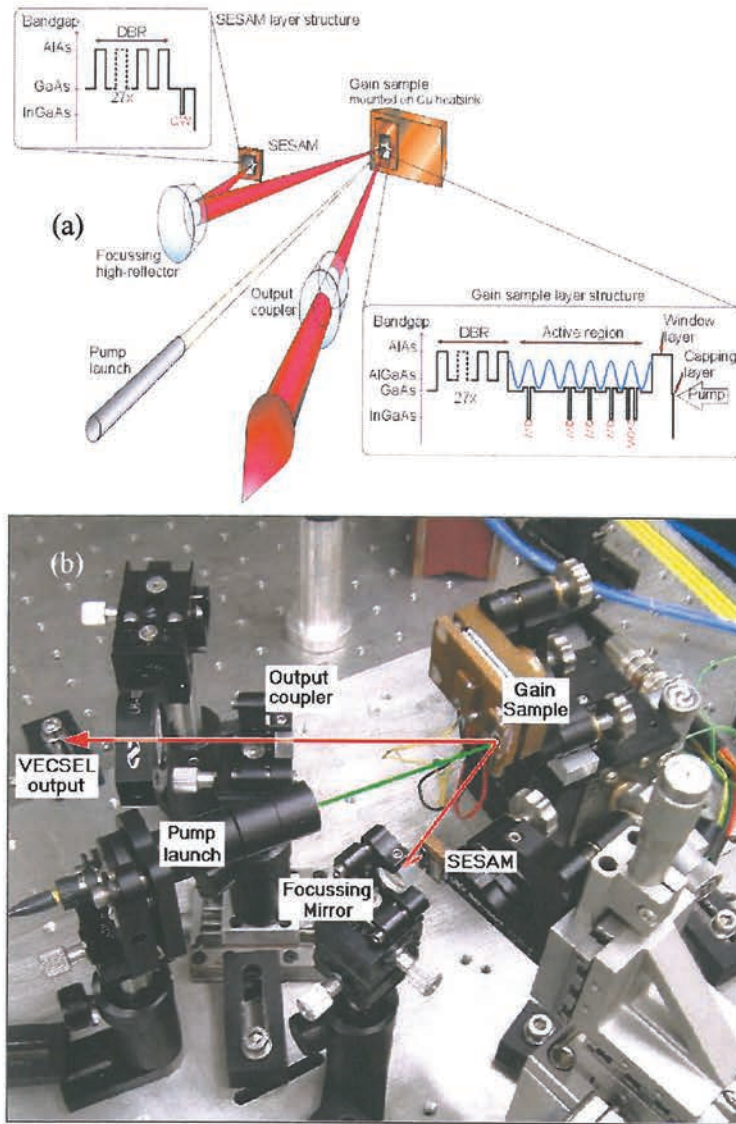 SESAM layer structure
Bandgap
DBR
AlAs
GaAs
27x
InGaAs
QW
Gain sample
mounted on Cu heatsink
SESAM
(a)
Focussing
high-reflector
Output
coupler
Pump
launch
Gain sample layer structure
Bandgap
DBR
Active region
Window
layer
AlAs
Capping
layer
AlGaAs
GaAs
Pump
27x
InGaAs
(b)
Output
coupler
Gain
Sample
VECSEL
output
Pump
launch
SESAM
Focussing
Mirror